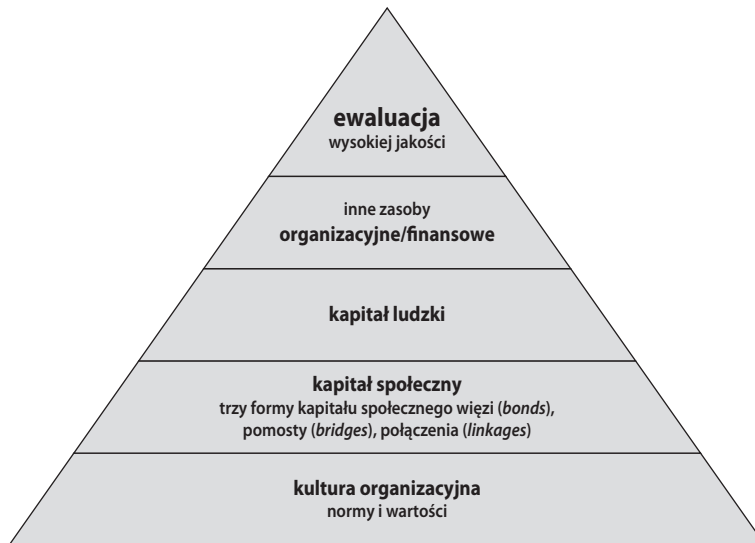 ewaluacja
wysokiej jakości
inne zasoby
organizacyjne/finansowe
kapitał ludzki
kapitał społeczny
trzy formy kapitału społecznego więzi (bonds),
pomosty (bridges), połączenia (linkages)
kultura organizacyjna
normy i wartości